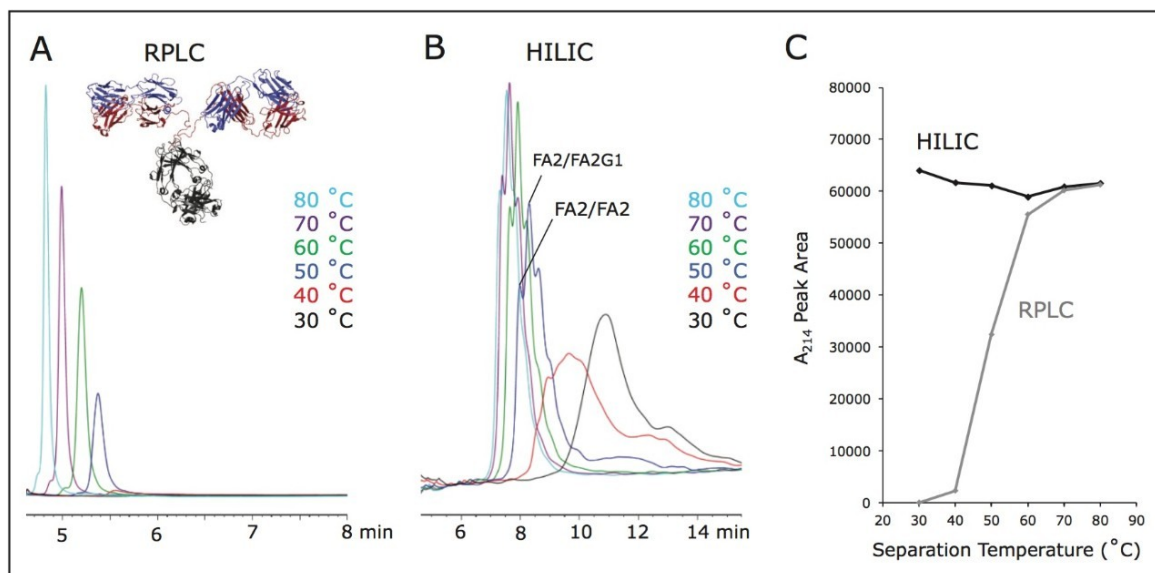 A
RPLC
80 °C
70 °C
60 °C
50 °C
40 °C
30 °C
5
6
7
8 min
B
HILIC
FA2/FA2G1
FA2/FA2
80 °C
70 °C
60 °C
50 °C
40 °C
30 °C
6
8
10
12
14 min
C
80000
70000
60000
50000
40000
30000
20000
10000
0
A214 Peak Area
HILIC
RPLC
20 30 40 50 60 70 80 90
Separation Temperature (°C)